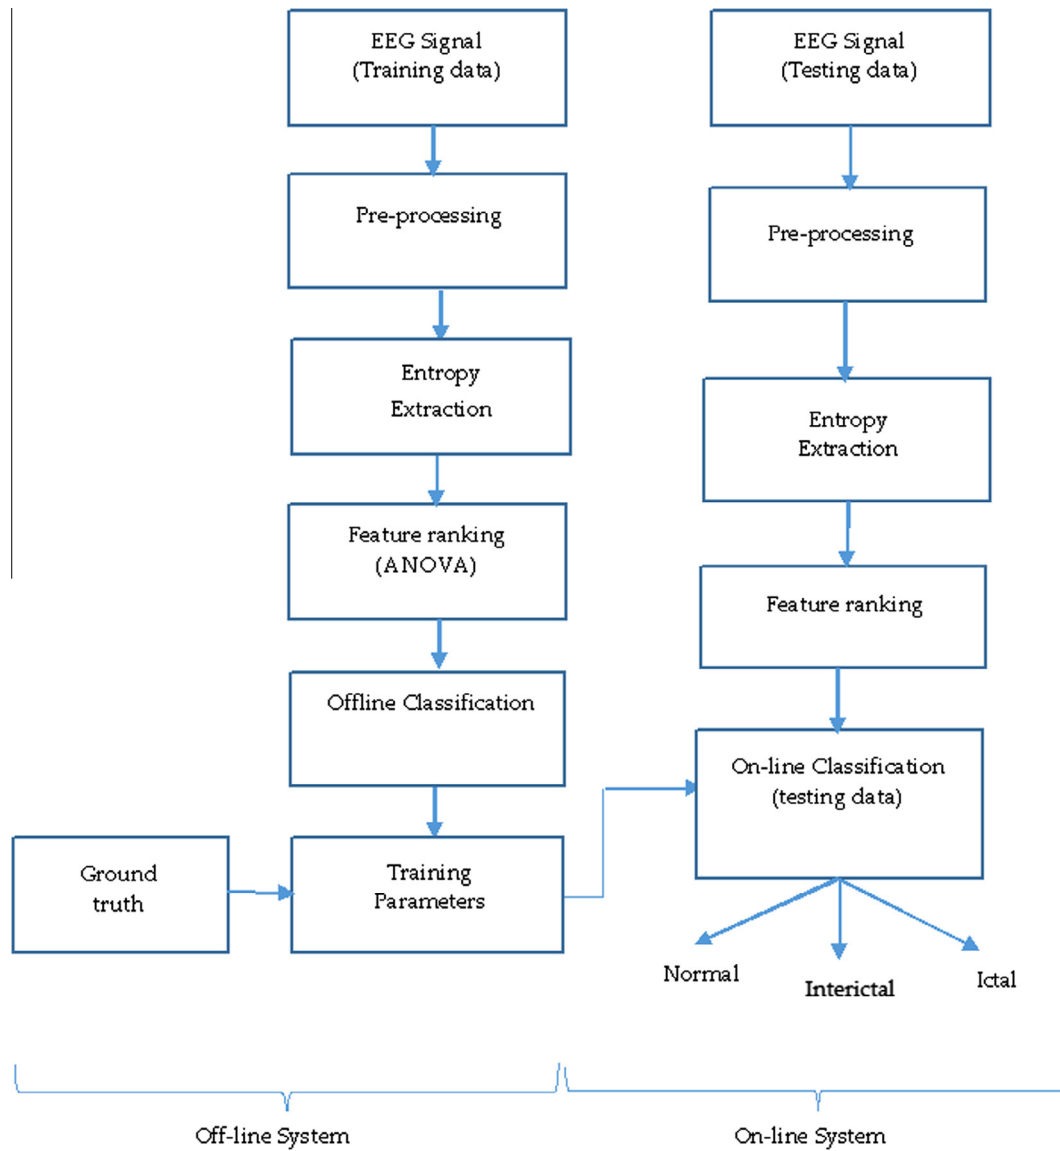 EEG Signal
(Training data)
Pre-processing
Entropy
Extraction
Feature ranking
(ANOVA)
Offline Classification
Ground
truth
Training
Parameters
EEG Signal
(Testing data)
Pre-processing
Entropy
Extraction
Feature ranking
On-line Classification
(testing data)
Normal
Interictal
Ictal
Off-line System
On-line System